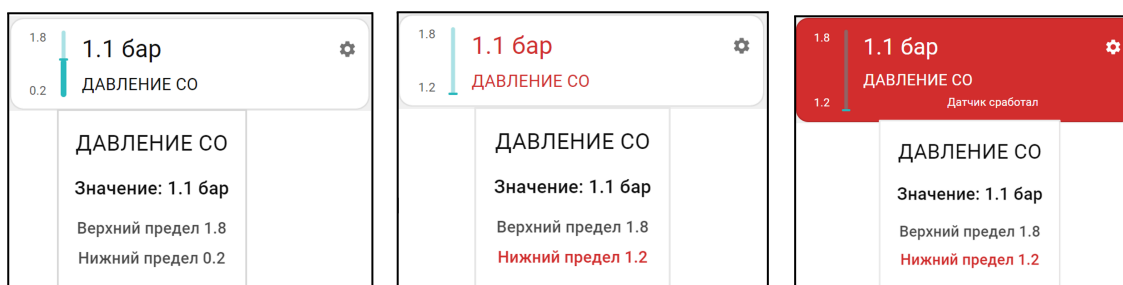 1.8
1.1 бар
0.2
ДАВЛЕНИЕ СО
ДАВЛЕНИЕ СО
Значение: 1.1 бар
Верхний предел 1.8
Нижний предел 0.2
1.8
1.1 бар
1.2
ДАВЛЕНИЕ СО
ДАВЛЕНИЕ СО
Значение: 1.1 бар
Верхний предел 1.8
Нижний предел 1.2
1.8
1.1 бар
ДАВЛЕНИЕ СО
1.2
Датчик сработал
ДАВЛЕНИЕ СО
Значение: 1.1 бар
Верхний предел 1.8
Нижний предел 1.2